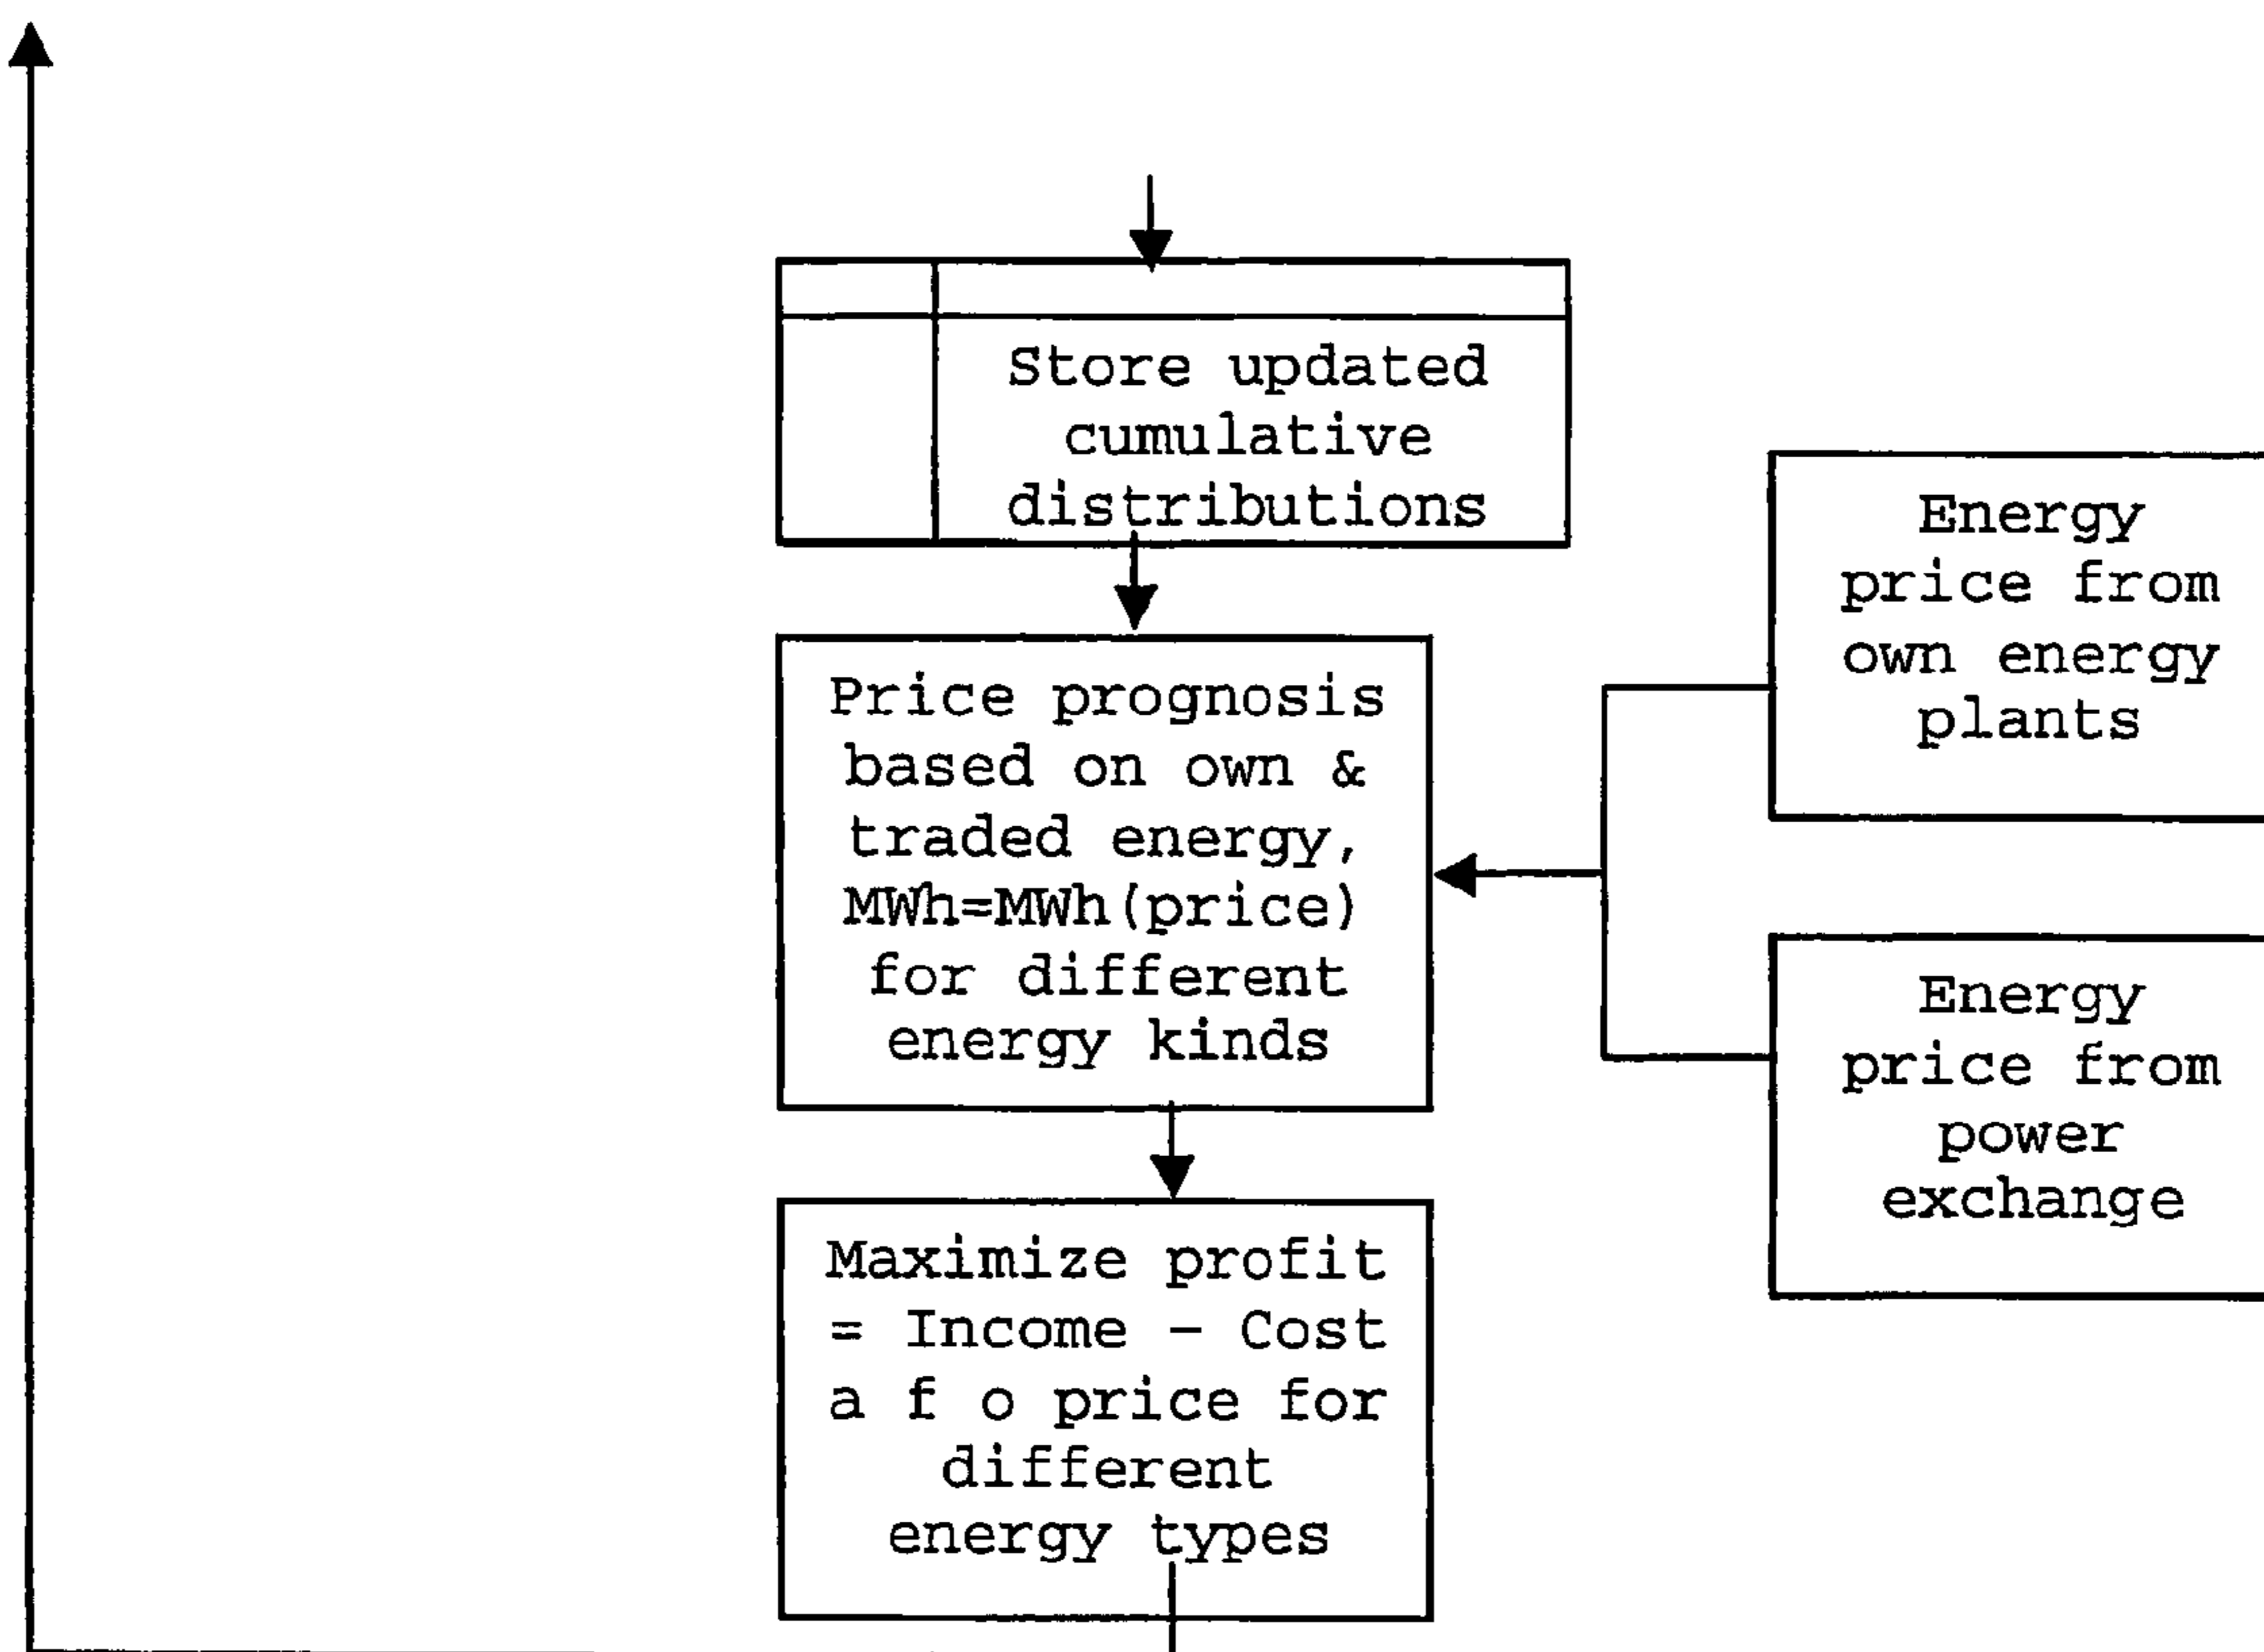 Store updated
cumulative
distributions
Energy
price from
own energy
plants
Price prognosis
based on own &
traded energy,
MWh=MWh(price)
for different
energy kinds
Energy
price from
power
exchange
Maximize profit
= Income - Cost
a f o price for
different
energy types